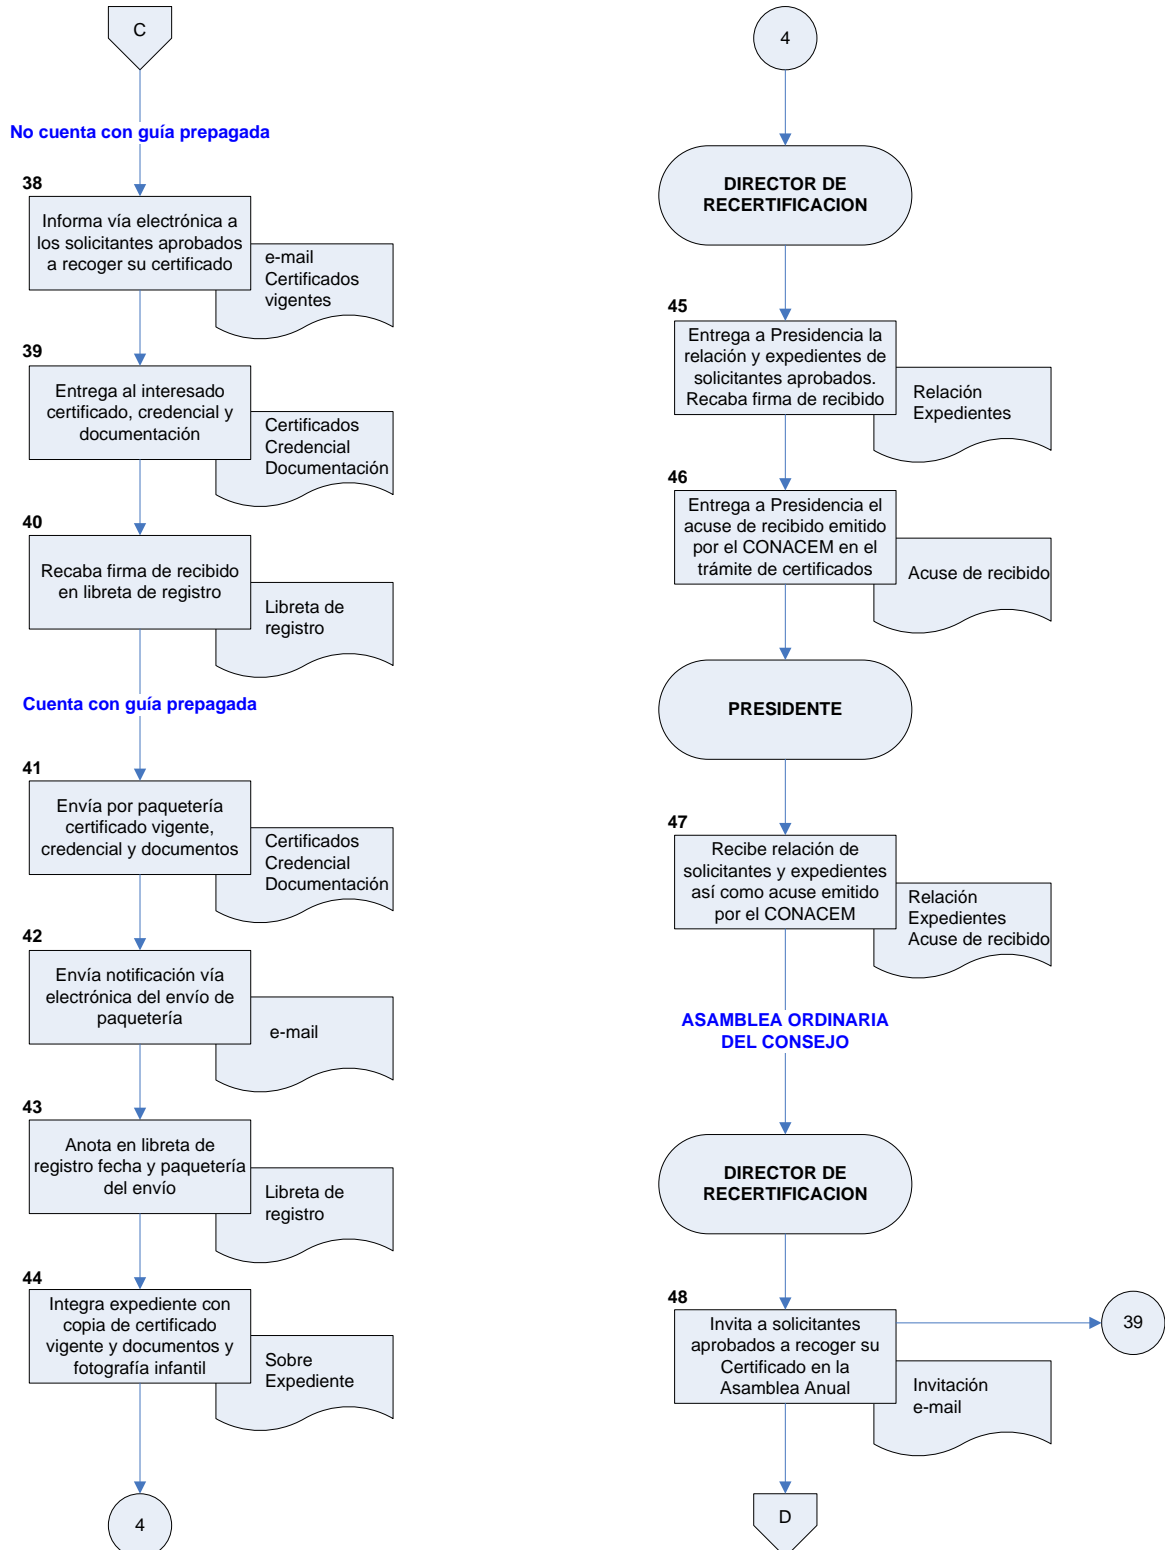 C
No cuenta con guía prepagada
38
Informa vía electrónica a
los solicitantes aprobados
a recoger su certificado
e-mail
Certificados
vigentes
39
Entrega al interesado
certificado, credencial y
documentación
Certificados
Credencial
Documentación
40
Recaba firma de recibido
en libreta de registro
Libreta de
registro
Cuenta con guía prepagada
41
Envía por paquetería
certificado vigente,
credencial y documentos
Certificados
Credencial
Documentación
42
Envía notificación vía
electrónica del envío de
paquetería
e-mail
43
Anota en libreta de
registro fecha y paquetería
del envío
Libreta de
registro
44
Integra expediente con
copia de certificado
vigente y documentos y
fotografía infantil
Sobre
Expediente
4
4
DIRECTOR DE
RECERTIFICACION
45
Entrega a Presidencia la
relación y expedientes de
solicitantes aprobados.
Recaba firma de recibido
Relación
Expedientes
46
Entrega a Presidencia el
acuse de recibido emitido
por el CONACEM en el
trámite de certificados
Acuse de recibido
PRESIDENTE
47
Recibe relación de
solicitantes y expedientes
así como acuse emitido
por el CONACEM
Relación
Expedientes
Acuse de recibido
ASAMBLEA ORDINARIA
DEL CONSEJO
DIRECTOR DE
RECERTIFICACION
48
Invita a solicitantes
aprobados a recoger su
Certificado en la
Asamblea Anual
39
Invitación
e-mail
D